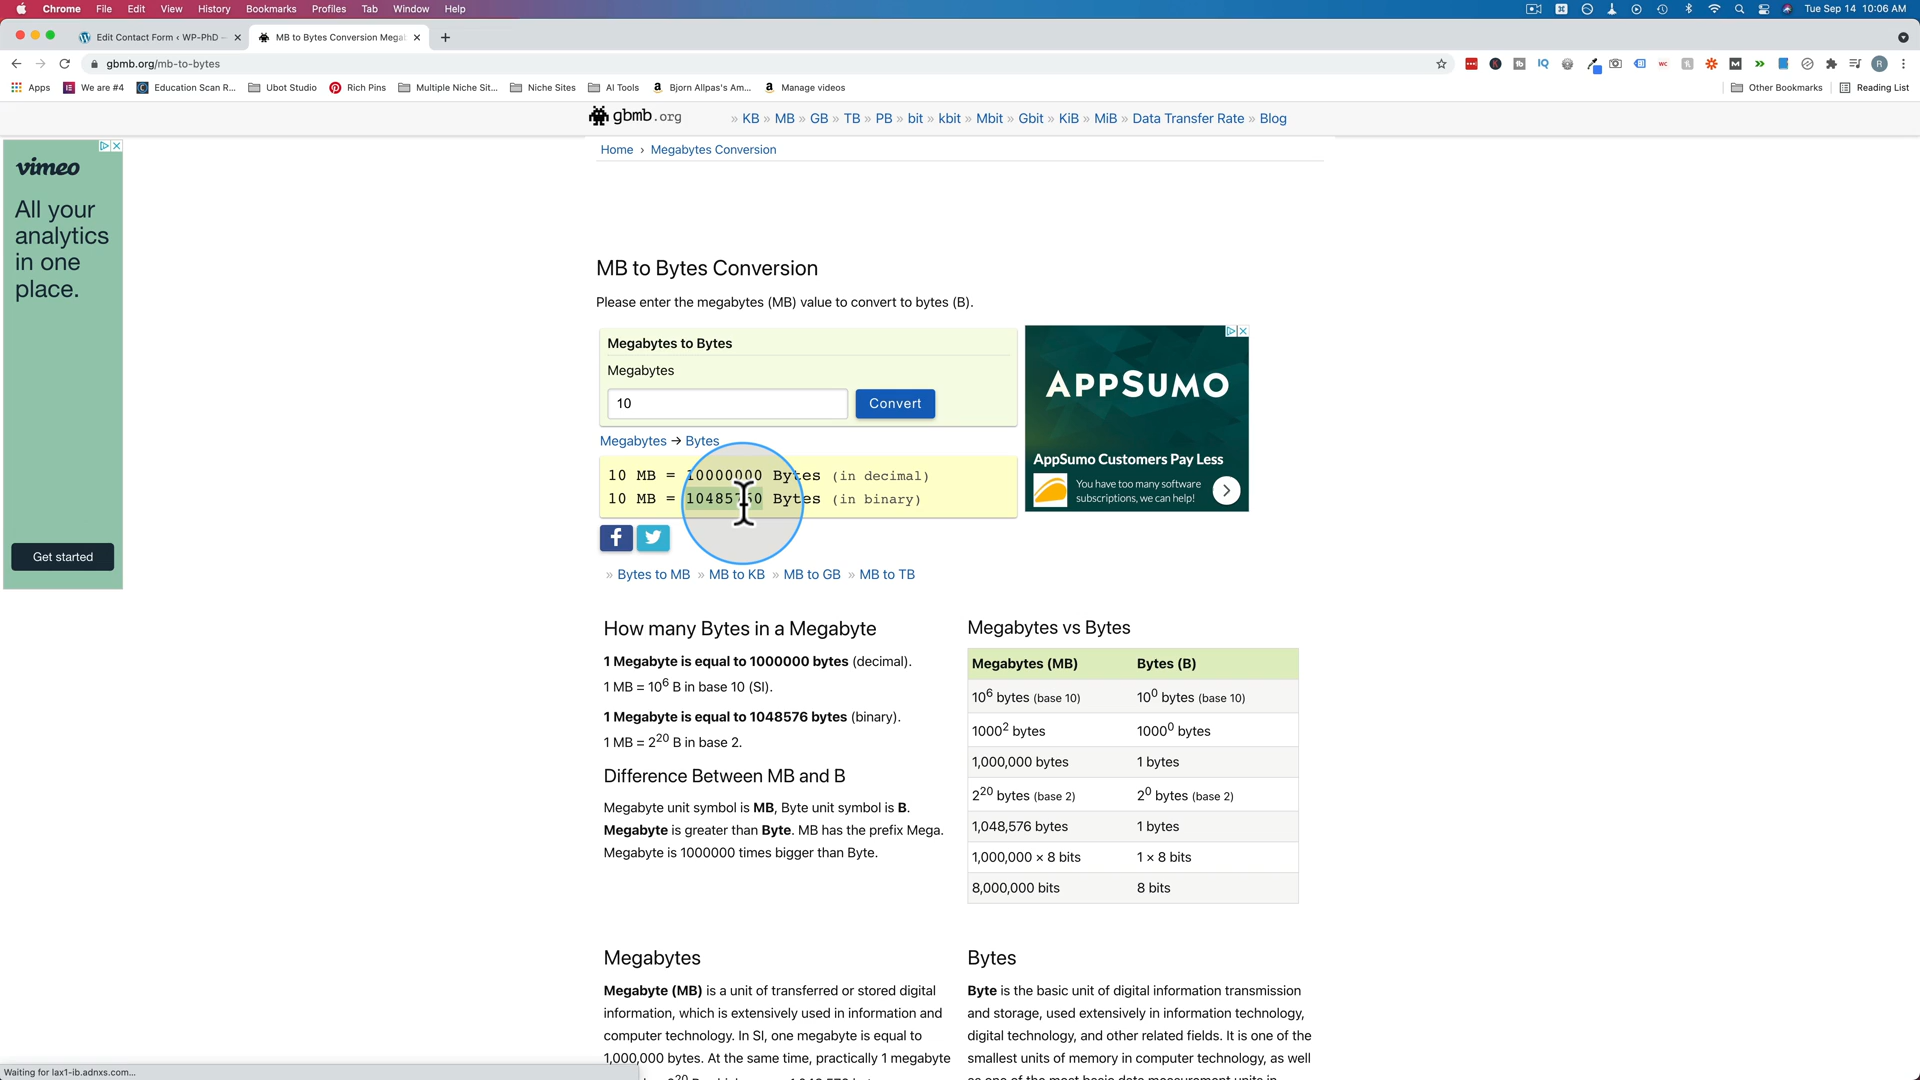 Chrome File Edit View History Bookmarks Profiles Tab Window Help Tue Sep 14 10:06 AM
Edit Contact Form ‹ WP-PhD MB to Bytes Conversion Mega
gbmb.org/mb-to-bytes
Apps We are #4 Education Scan R... Ubot Studio Rich Pins Multiple Niche Sit... Niche Sites AI Tools Bjorn Allpas's Am... Manage videos Other Bookmarks Reading List
gbmb.org » KB » MB » GB » TB » PB » bit » kbit » Mbit » Gbit » KiB » MiB » Data Transfer Rate » Blog
Home › Megabytes Conversion
vimeo
All your
analytics
in one
place.
Get started
MB to Bytes Conversion
Please enter the megabytes (MB) value to convert to bytes (B).
Megabytes to Bytes
Megabytes
10 Convert
Megabytes → Bytes
10 MB = 10000000 Bytes (in decimal)
10 MB = 10485760 Bytes (in binary)
APPSUMO
AppSumo Customers Pay Less
You have too many software
subscriptions, we can help!
» Bytes to MB » MB to KB » MB to GB » MB to TB
How many Bytes in a Megabyte
1 Megabyte is equal to 1000000 bytes (decimal).
1 MB = 10⁶ B in base 10 (SI).
1 Megabyte is equal to 1048576 bytes (binary).
1 MB = 2²⁰ B in base 2.
Difference Between MB and B
Megabyte unit symbol is MB, Byte unit symbol is B.
Megabyte is greater than Byte. MB has the prefix Mega.
Megabyte is 1000000 times bigger than Byte.
Megabytes vs Bytes
Megabytes (MB) Bytes (B)
10⁶ bytes (base 10) 10⁰ bytes (base 10)
1000² bytes 1000⁰ bytes
1,000,000 bytes 1 bytes
2²⁰ bytes (base 2) 2⁰ bytes (base 2)
1,048,576 bytes 1 bytes
1,000,000 × 8 bits 1 × 8 bits
8,000,000 bits 8 bits
Megabytes
Megabyte (MB) is a unit of transferred or stored digital
information, which is extensively used in information and
computer technology. In SI, one megabyte is equal to
1,000,000 bytes. At the same time, practically 1 megabyte
Bytes
Byte is the basic unit of digital information transmission
and storage, used extensively in information technology,
digital technology, and other related fields. It is one of the
smallest units of memory in computer technology, as well
Waiting for lax1-ib.adnxs.com...